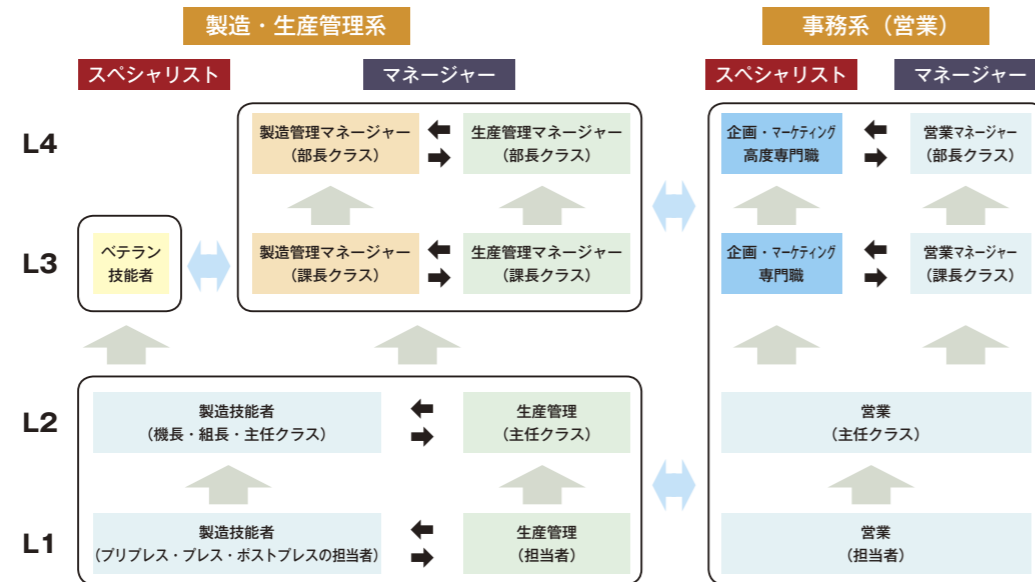 製造・生産管理系
事務系（営業）
スペシャリスト
マネージャー
スペシャリスト
マネージャー
L4
製造管理マネージャー
（部長クラス）
生産管理マネージャー
（部長クラス）
企画・マーケティング
高度専門職
営業マネージャー
（部長クラス）
L3
ベテラン
技能者
製造管理マネージャー
（課長クラス）
生産管理マネージャー
（課長クラス）
企画・マーケティング
専門職
営業マネージャー
（課長クラス）
L2
製造技能者
（機長・組長・主任クラス）
生産管理
（主任クラス）
営業
（主任クラス）
L1
製造技能者
（プリプレス・プレス・ポストプレスの担当者）
生産管理
（担当者）
営業
（担当者）